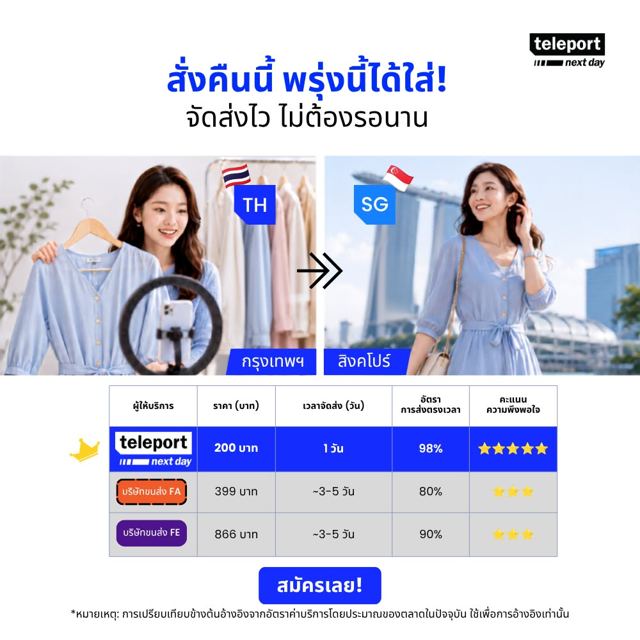 teleport
next day
สั่งคืนนี้ พรุ่งนี้ได้ใส่!
จัดส่งไว ไม่ต้องรอนาน
TH
SG
กรุงเทพฯ
สิงคโปร์
ผู้ให้บริการ ราคา (บาท) เวลาจัดส่ง (วัน) อัตรา การส่งตรงเวลา คะแนน ความพึงพอใจ
teleport next day 200 บาท 1 วัน 98%
บริษัทขนส่ง FA 399 บาท ~3-5 วัน 80%
บริษัทขนส่ง FE 866 บาท ~3-5 วัน 90%
สมัครเลย!
*หมายเหตุ: การเปรียบเทียบข้างต้นอ้างอิงจากอัตราค่าบริการโดยประมาณของตลาดในปัจจุบัน ใช้เพื่อการอ้างอิงเท่านั้น